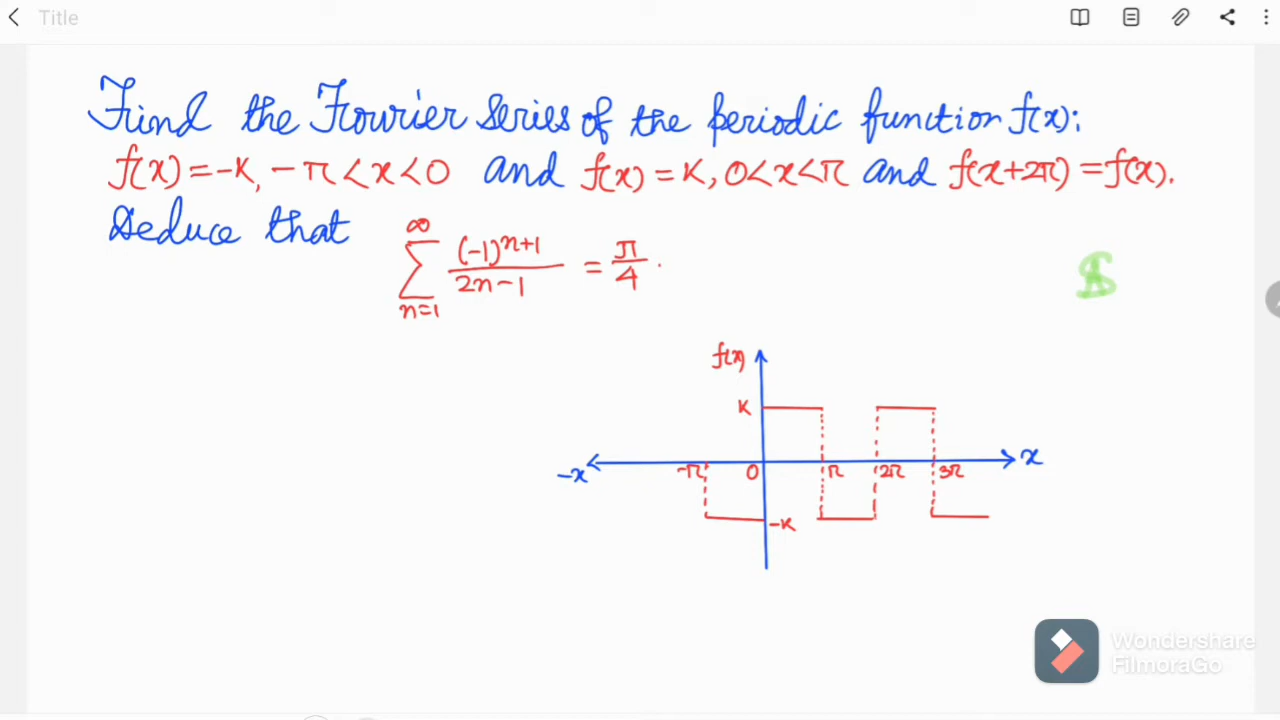 Title
Find the Fourier Series of the periodic function f(x):
f(x) = -K, -π < x < 0 and f(x) = K, 0 < x < π and f(x+2π) = f(x).
Deduce that ∞
∑ (-1)^(n+1) / (2n-1) = π/4.
n=1
f(x)
K
-x -π 0 π 2π 3π x
-K
Wondershare
FilmoraGo